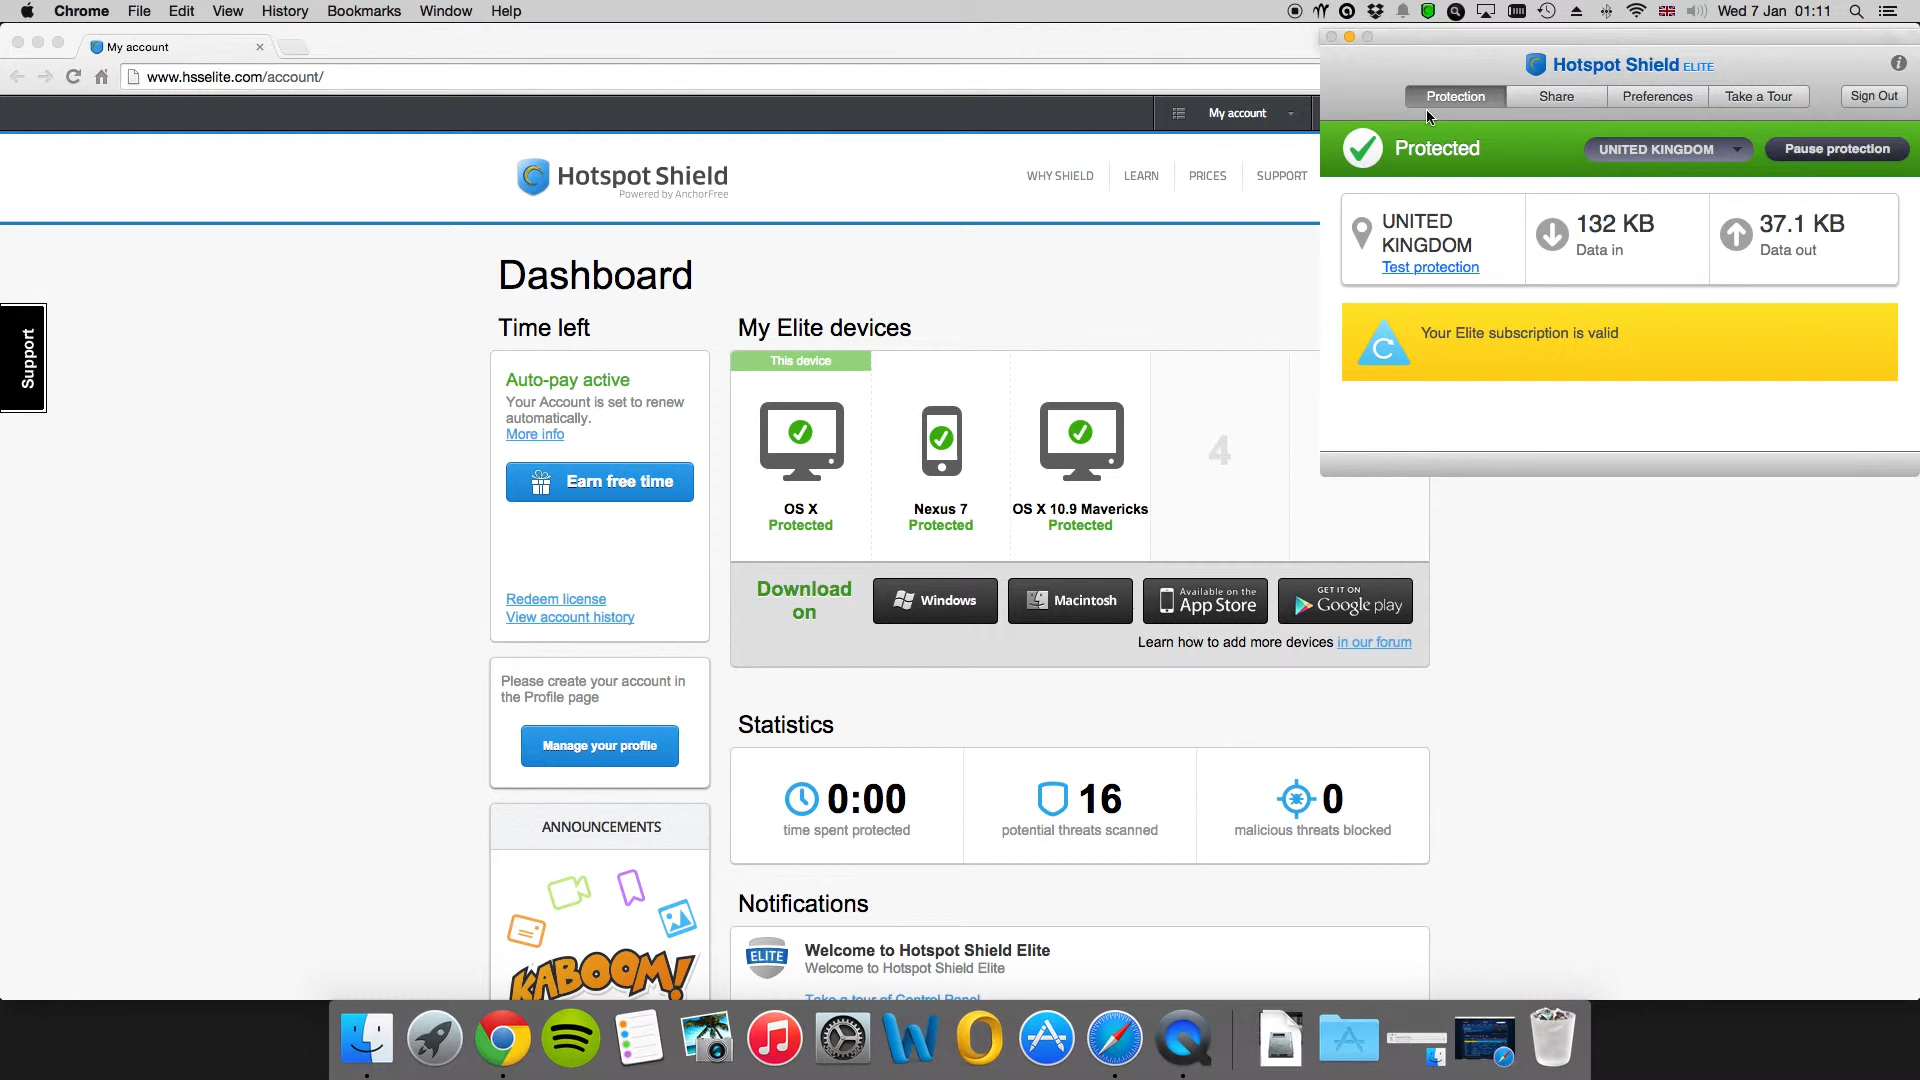 Chrome File Edit View History Bookmarks Window Help
Wed 7 Jan 01:11
My account
www.hsselite.com/account/
My account
Hotspot Shield
Powered by AnchorFree
WHY SHIELD LEARN PRICES SUPPORT
Hotspot Shield ELITE
Protection Share Preferences Take a Tour Sign Out
Protected UNITED KINGDOM Pause protection
UNITED
KINGDOM
Test protection
132 KB
Data in
37.1 KB
Data out
Your Elite subscription is valid
Support
Dashboard
Time left
Auto-pay active
Your Account is set to renew
automatically.
More info
Earn free time
Redeem license
View account history
Please create your account in
the Profile page
Manage your profile
ANNOUNCEMENTS
KABOOM!
My Elite devices
This device
OS X
Protected
Nexus 7
Protected
OS X 10.9 Mavericks
Protected
4
Download
on
Windows
Macintosh
Available on the
App Store
GET IT ON
Google play
Learn how to add more devices in our forum
Statistics
0:00
time spent protected
16
potential threats scanned
0
malicious threats blocked
Notifications
ELITE
Welcome to Hotspot Shield Elite
Welcome to Hotspot Shield Elite
Take a tour of Control Panel